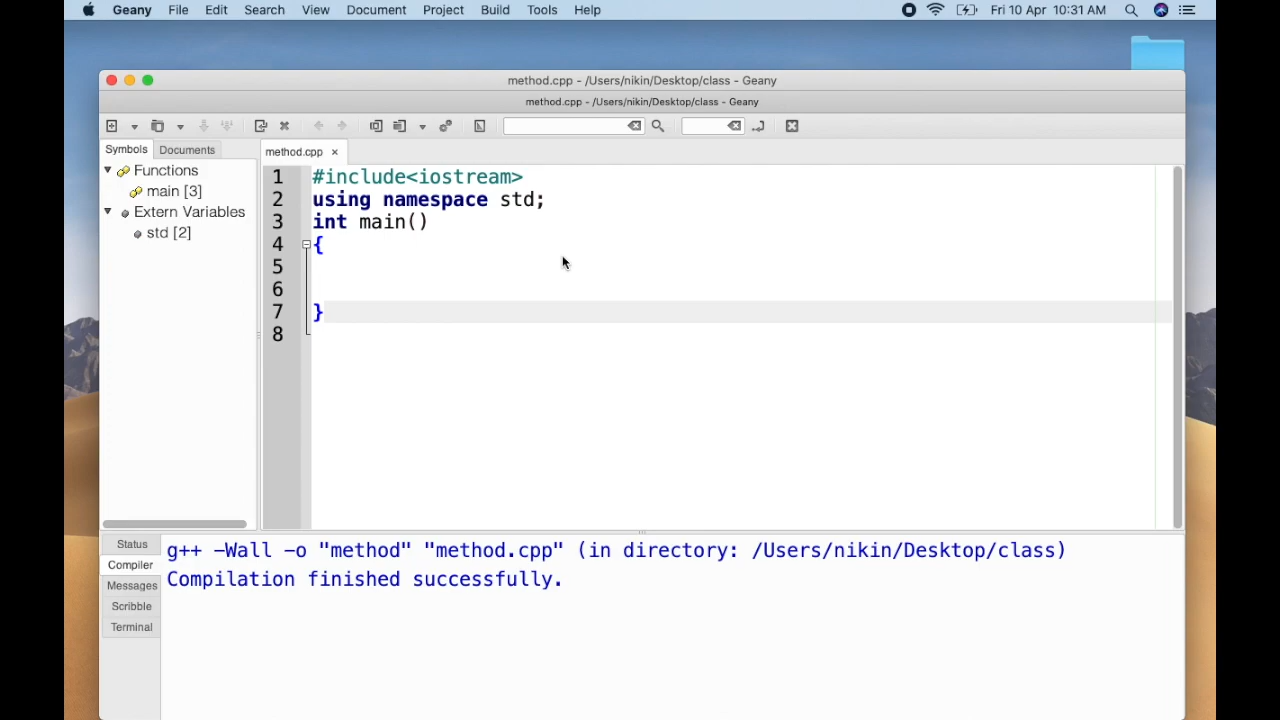 Geany File Edit Search View Document Project Build Tools Help Fri 10 Apr 10:31 AM
method.cpp - /Users/nikin/Desktop/class - Geany
method.cpp - /Users/nikin/Desktop/class - Geany
Symbols Documents method.cpp ×
Functions
main [3]
Extern Variables
std [2]
1 #include<iostream>
2 using namespace std;
3 int main()
4 {
5
6
7 }
8
Status
Compiler
Messages
Scribble
Terminal
g++ -Wall -o "method" "method.cpp" (in directory: /Users/nikin/Desktop/class)
Compilation finished successfully.